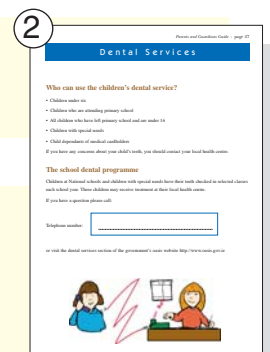 2
Parents and Guardians Guide - page 27
Dental Services
Who can use the children's dental service?
• Children under six
• Children who are attending primary school
• All children who have left primary school and are under 16
• Children with special needs
• Child dependants of medical cardholders
If you have any concerns about your child's teeth, you should contact your local health centre.
The school dental programme
Children at National schools and children with special needs have their teeth checked in selected classes
each school year. These children may receive treatment at their local health centre.
If you have a question please call:
Telephone number:
or visit the dental services section of the government's oasis website http://www.oasis.gov.ie